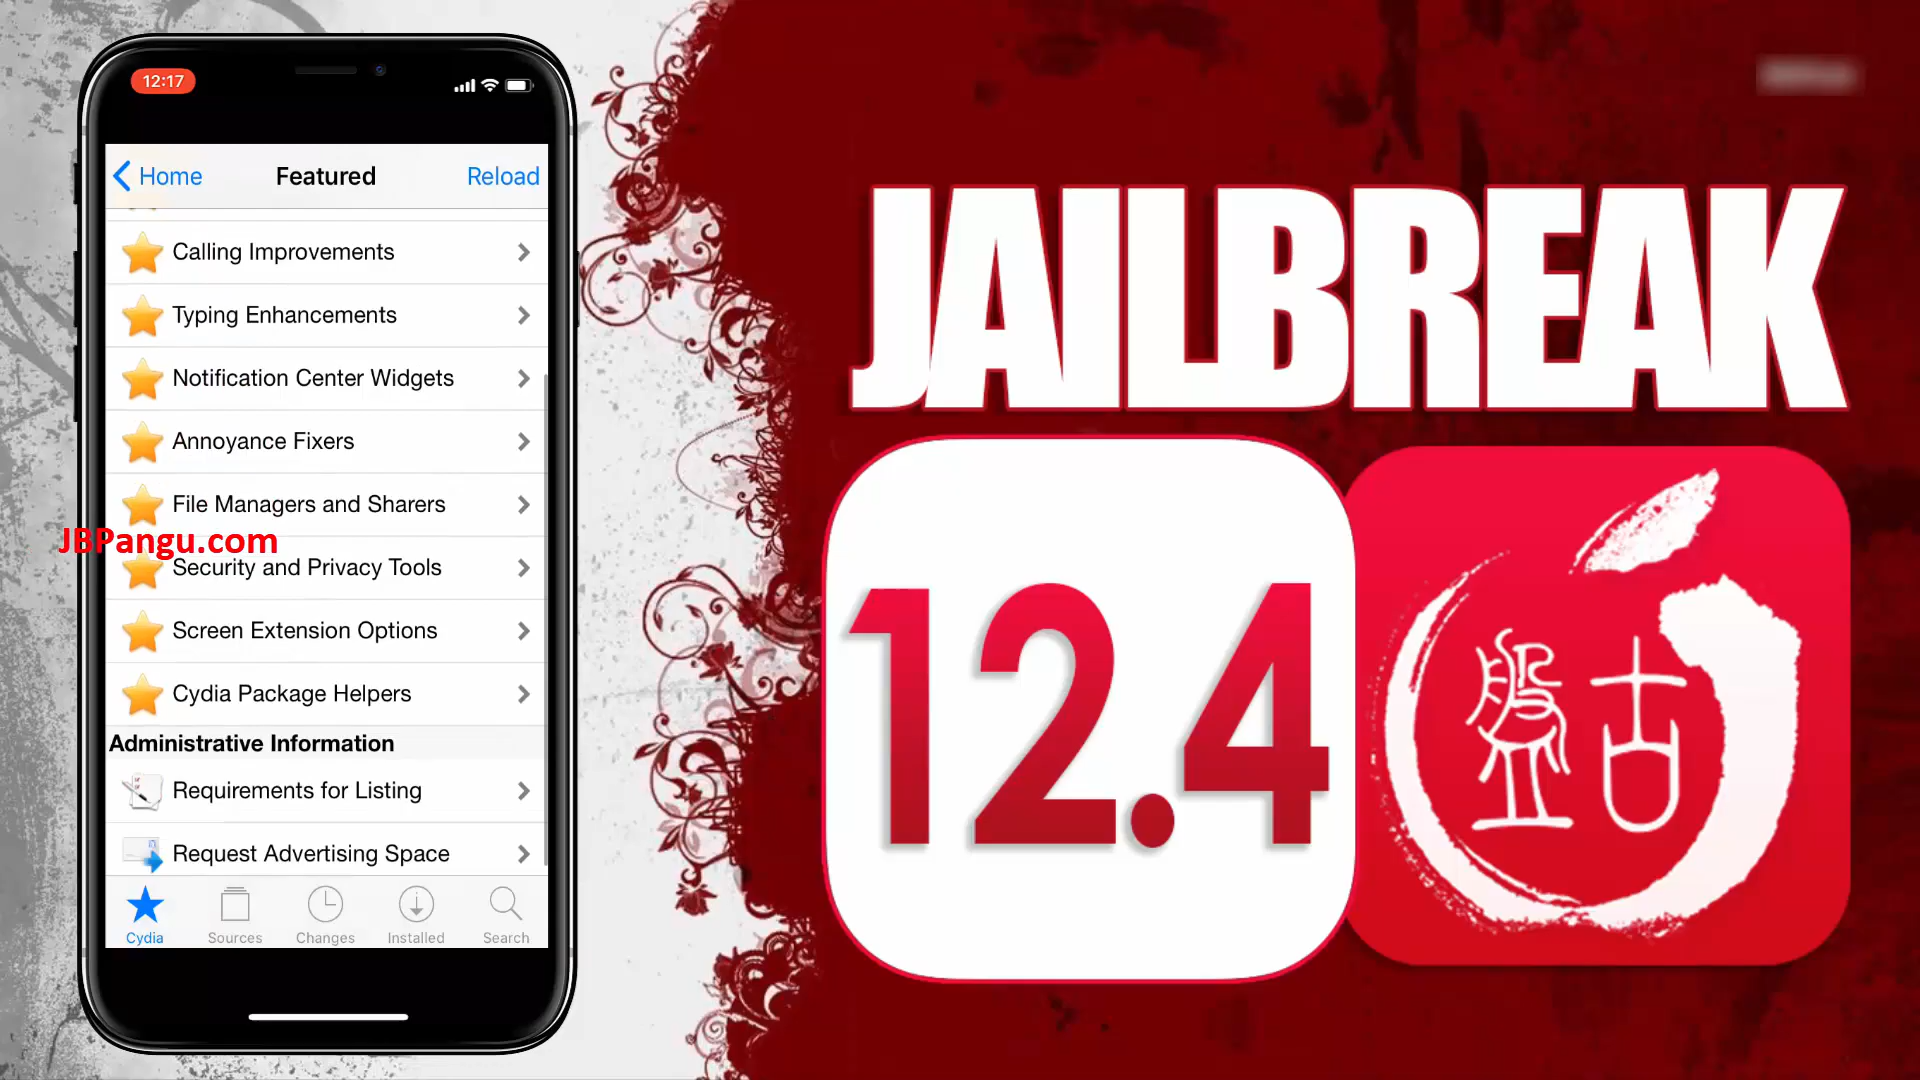 12:17
Home
Featured
Reload
Calling Improvements
Typing Enhancements
Notification Center Widgets
Annoyance Fixers
File Managers and Sharers
JBPangu.com
Security and Privacy Tools
Screen Extension Options
Cydia Package Helpers
Administrative Information
Requirements for Listing
Request Advertising Space
Cydia
Sources
Changes
Installed
Search
JAILBREAK
12.4
盤古